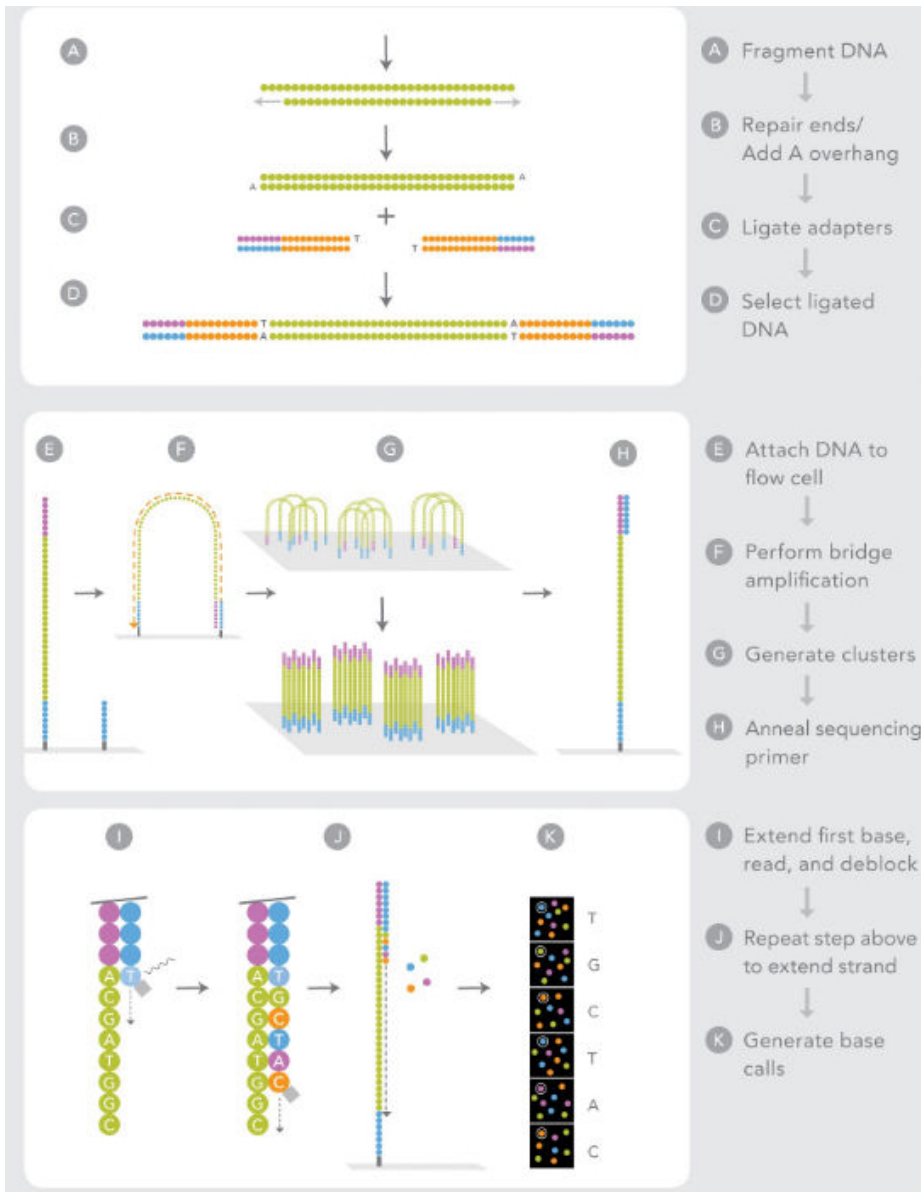 A
A Fragment DNA
B
B Repair ends/
Add A overhang
A
A
C
+
C Ligate adapters
T
T
D
D Select ligated
DNA
T A
A T
E F G H
E Attach DNA to
flow cell
F Perform bridge
amplification
G Generate clusters
H Anneal sequencing
primer
I J K
I Extend first base,
read, and deblock
J Repeat step above
to extend strand
K Generate base
calls
A T
C
G
A
T
G
G
C
A T
C G
G C
A T
T A
G C
G
C
T
G
C
T
A
C